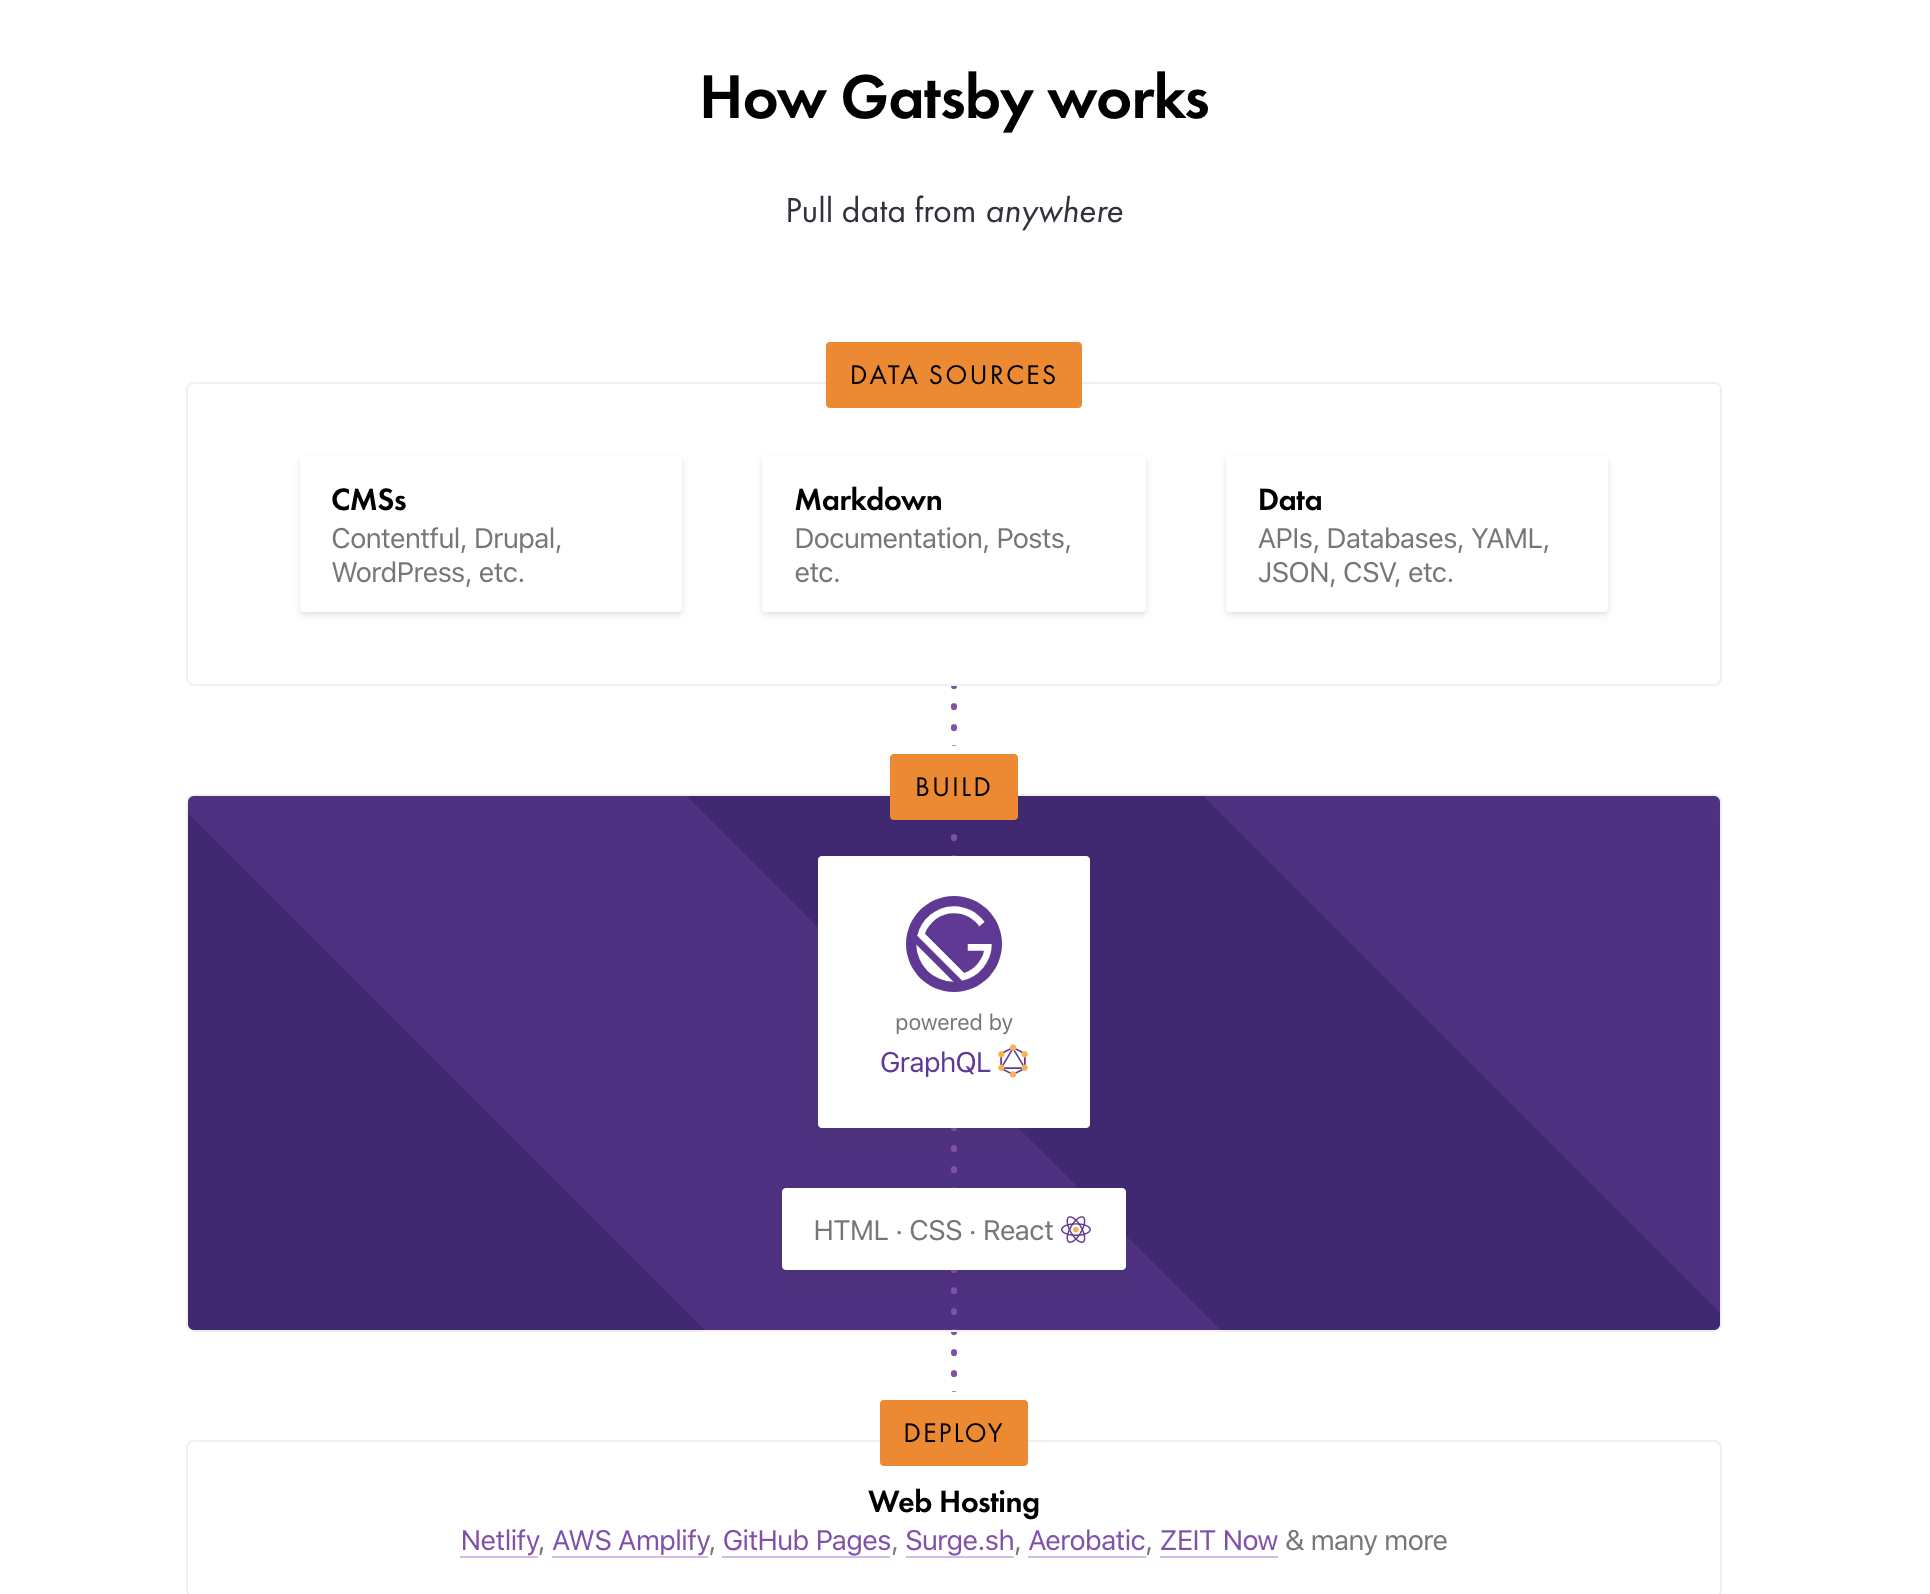 How Gatsby works
Pull data from anywhere
DATA SOURCES
CMSs
Contentful, Drupal,
WordPress, etc.
Markdown
Documentation, Posts,
etc.
Data
APIs, Databases, YAML,
JSON, CSV, etc.
BUILD
powered by
GraphQL
HTML · CSS · React
DEPLOY
Web Hosting
Netlify, AWS Amplify, GitHub Pages, Surge.sh, Aerobatic, ZEIT Now & many more